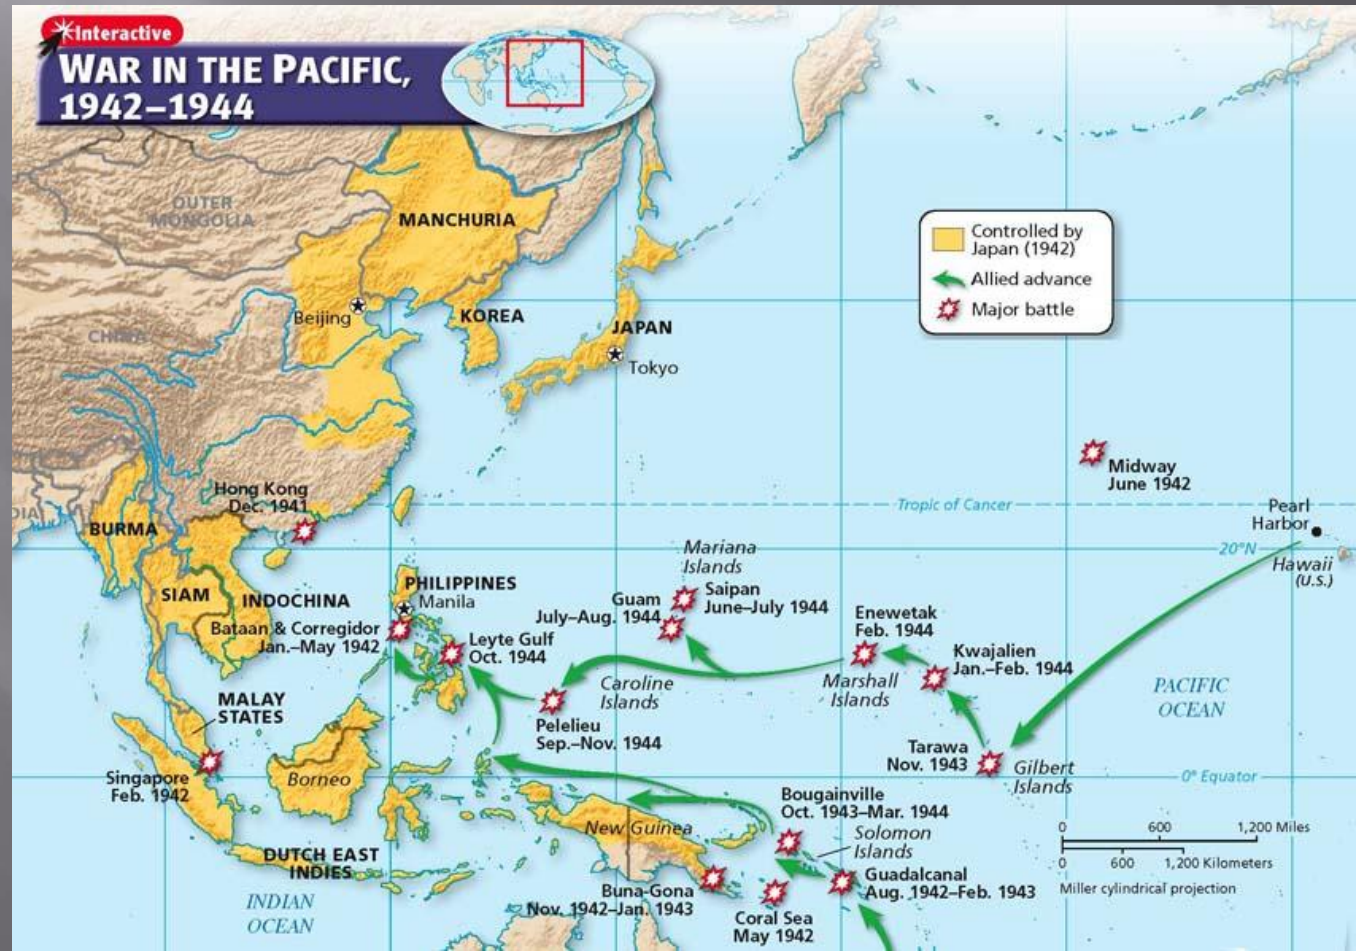 Interactive
WAR IN THE PACIFIC,
1942–1944
OUTER
MONGOLIA
MANCHURIA
Controlled by
Japan (1942)
Allied advance
Major battle
Beijing
KOREA
JAPAN
Tokyo
CHINA
Midway
June 1942
Hong Kong
Dec. 1941
Tropic of Cancer
Pearl
Harbor
BURMA
20°N
Hawaii
(U.S.)
Mariana
Islands
PHILIPPINES
Manila
SIAM
INDOCHINA
Saipan
June–July 1944
Guam
July–Aug. 1944
Enewetak
Feb. 1944
Bataan & Corregidor
Jan.–May 1942
Leyte Gulf
Oct. 1944
Kwajalien
Jan.–Feb. 1944
Caroline
Islands
Marshall
Islands
PACIFIC
OCEAN
MALAY
STATES
Pelelieu
Sep.–Nov. 1944
Tarawa
Nov. 1943
Gilbert
Islands
Singapore
Feb. 1942
Borneo
0° Equator
Bougainville
Oct. 1943–Mar. 1944
New Guinea
Solomon
Islands
0 600 1,200 Miles
0 600 1,200 Kilometers
Miller cylindrical projection
DUTCH EAST
INDIES
Buna-Gona
Nov. 1942–Jan. 1943
Guadalcanal
Aug. 1942–Feb. 1943
INDIAN
OCEAN
Coral Sea
May 1942